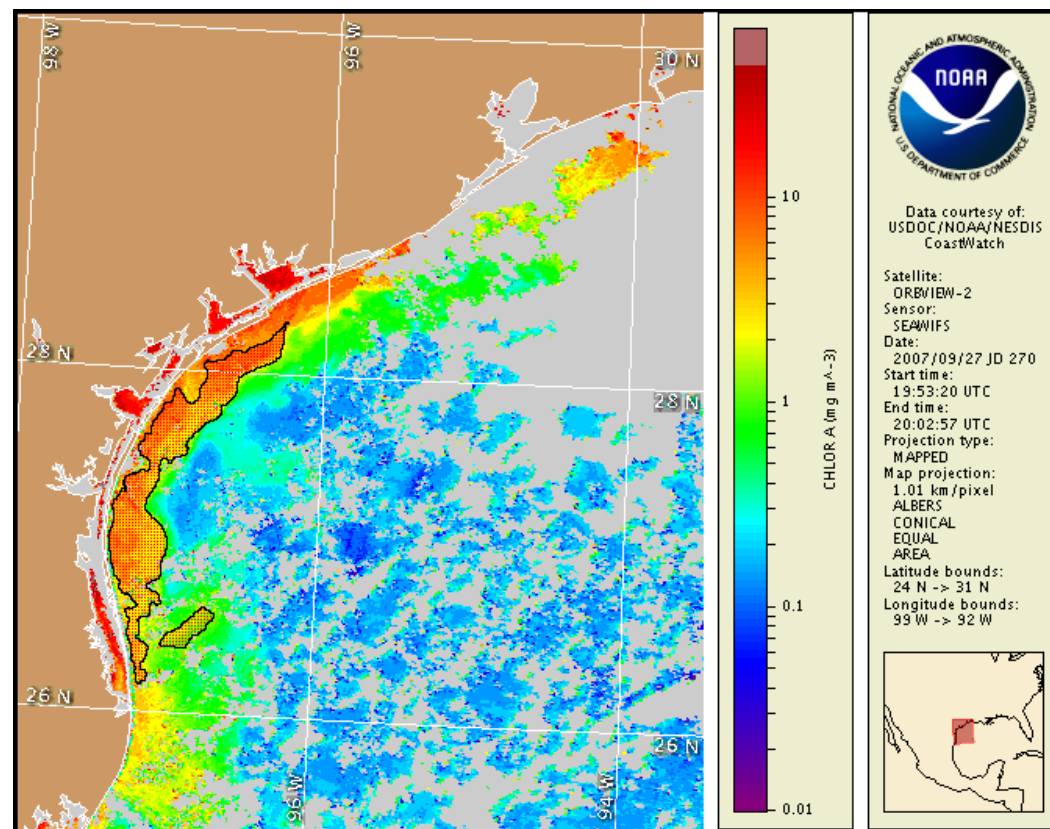 98 W
96 W
30 N
28 N
28 N
26 N
26 N
96 W
94 W
10
1
0.1
0.01
CHLOR A (mg m^-3)
NATIONAL OCEANIC AND ATMOSPHERIC ADMINISTRATION
NOAA
U.S. DEPARTMENT OF COMMERCE
Data courtesy of:
USDOC/NOAA/NESDIS
CoastWatch
Satellite:
ORBVIEW-2
Sensor:
SEAWIFS
Date:
2007/09/27 JD 270
Start time:
19:53:20 UTC
End time:
20:02:57 UTC
Projection type:
MAPPED
Map projection:
1.01 km/pixel
ALBERS
CONICAL
EQUAL
AREA
Latitude bounds:
24 N -> 31 N
Longitude bounds:
99 W -> 92 W